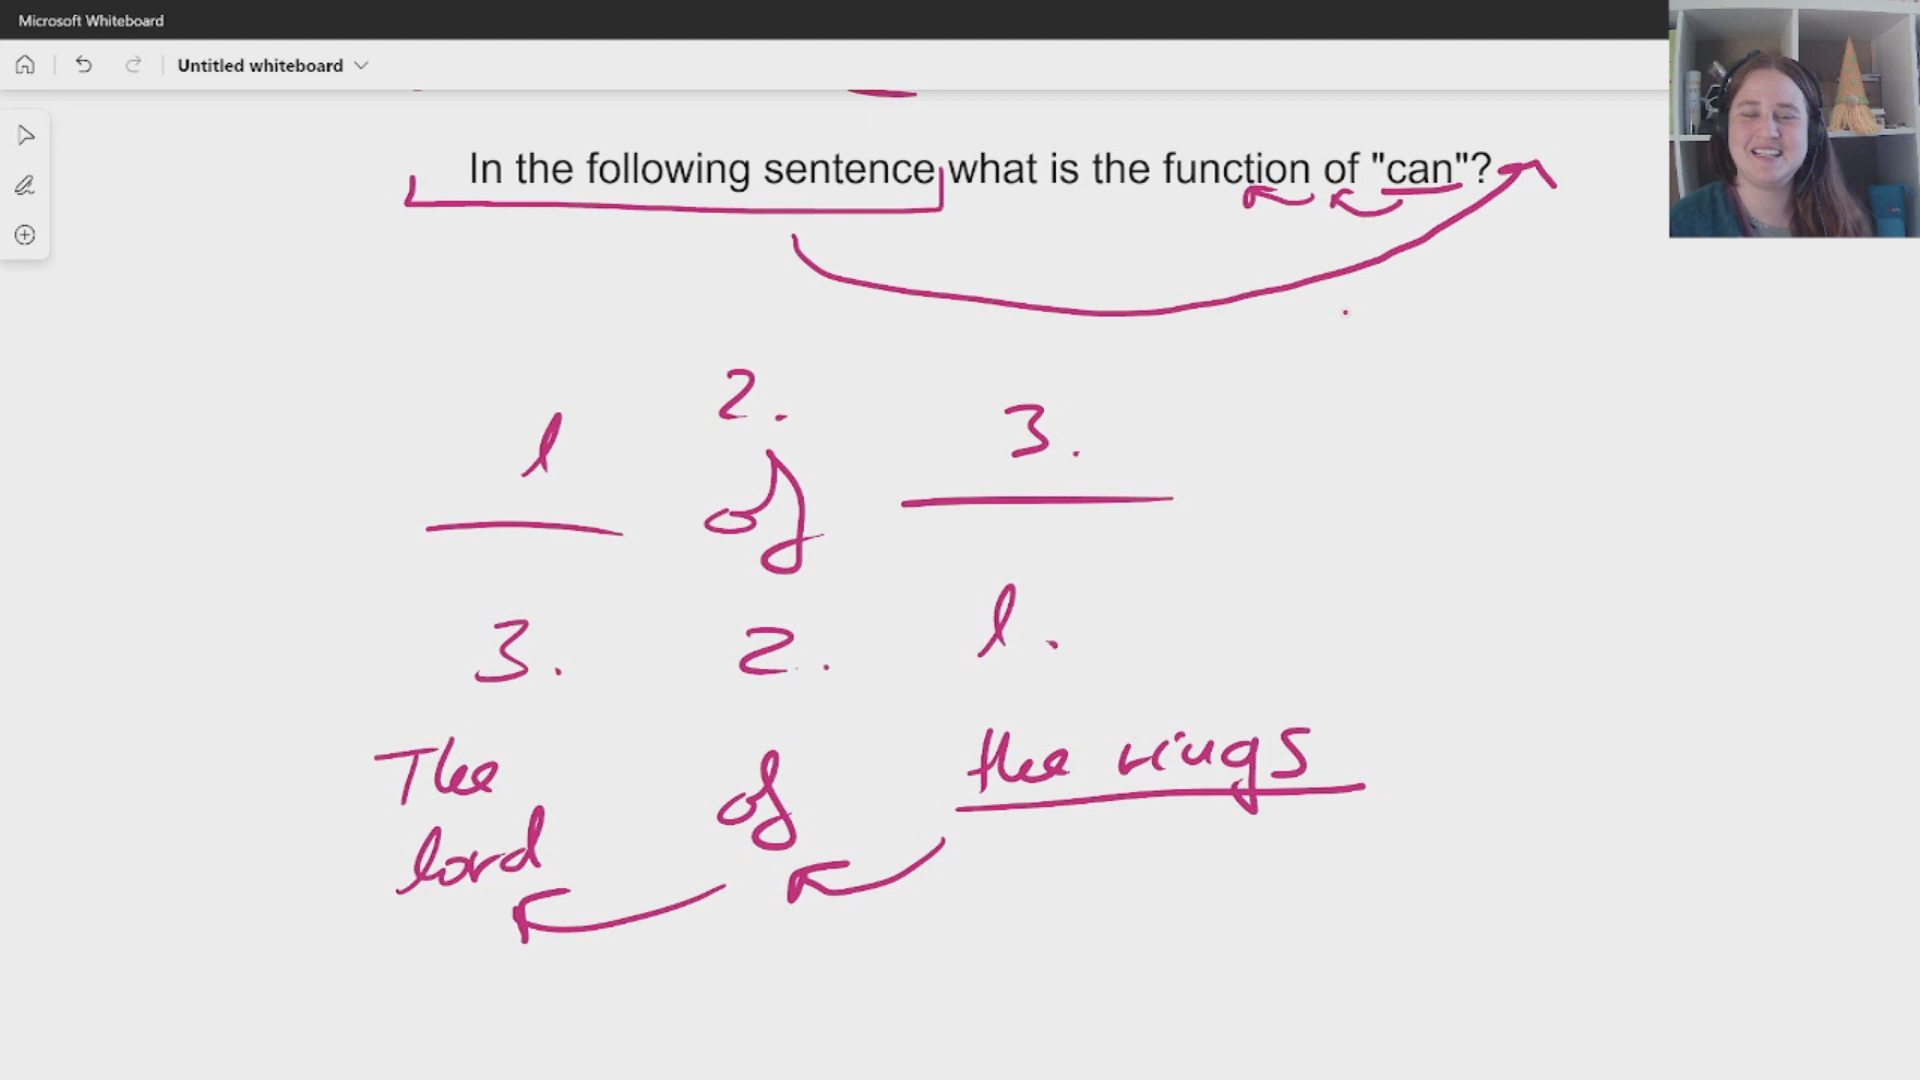 Microsoft Whiteboard
Untitled whiteboard
In the following sentence what is the function of "can"?
1 2. 3.
of
3. 2. 1.
The of the rings
lord